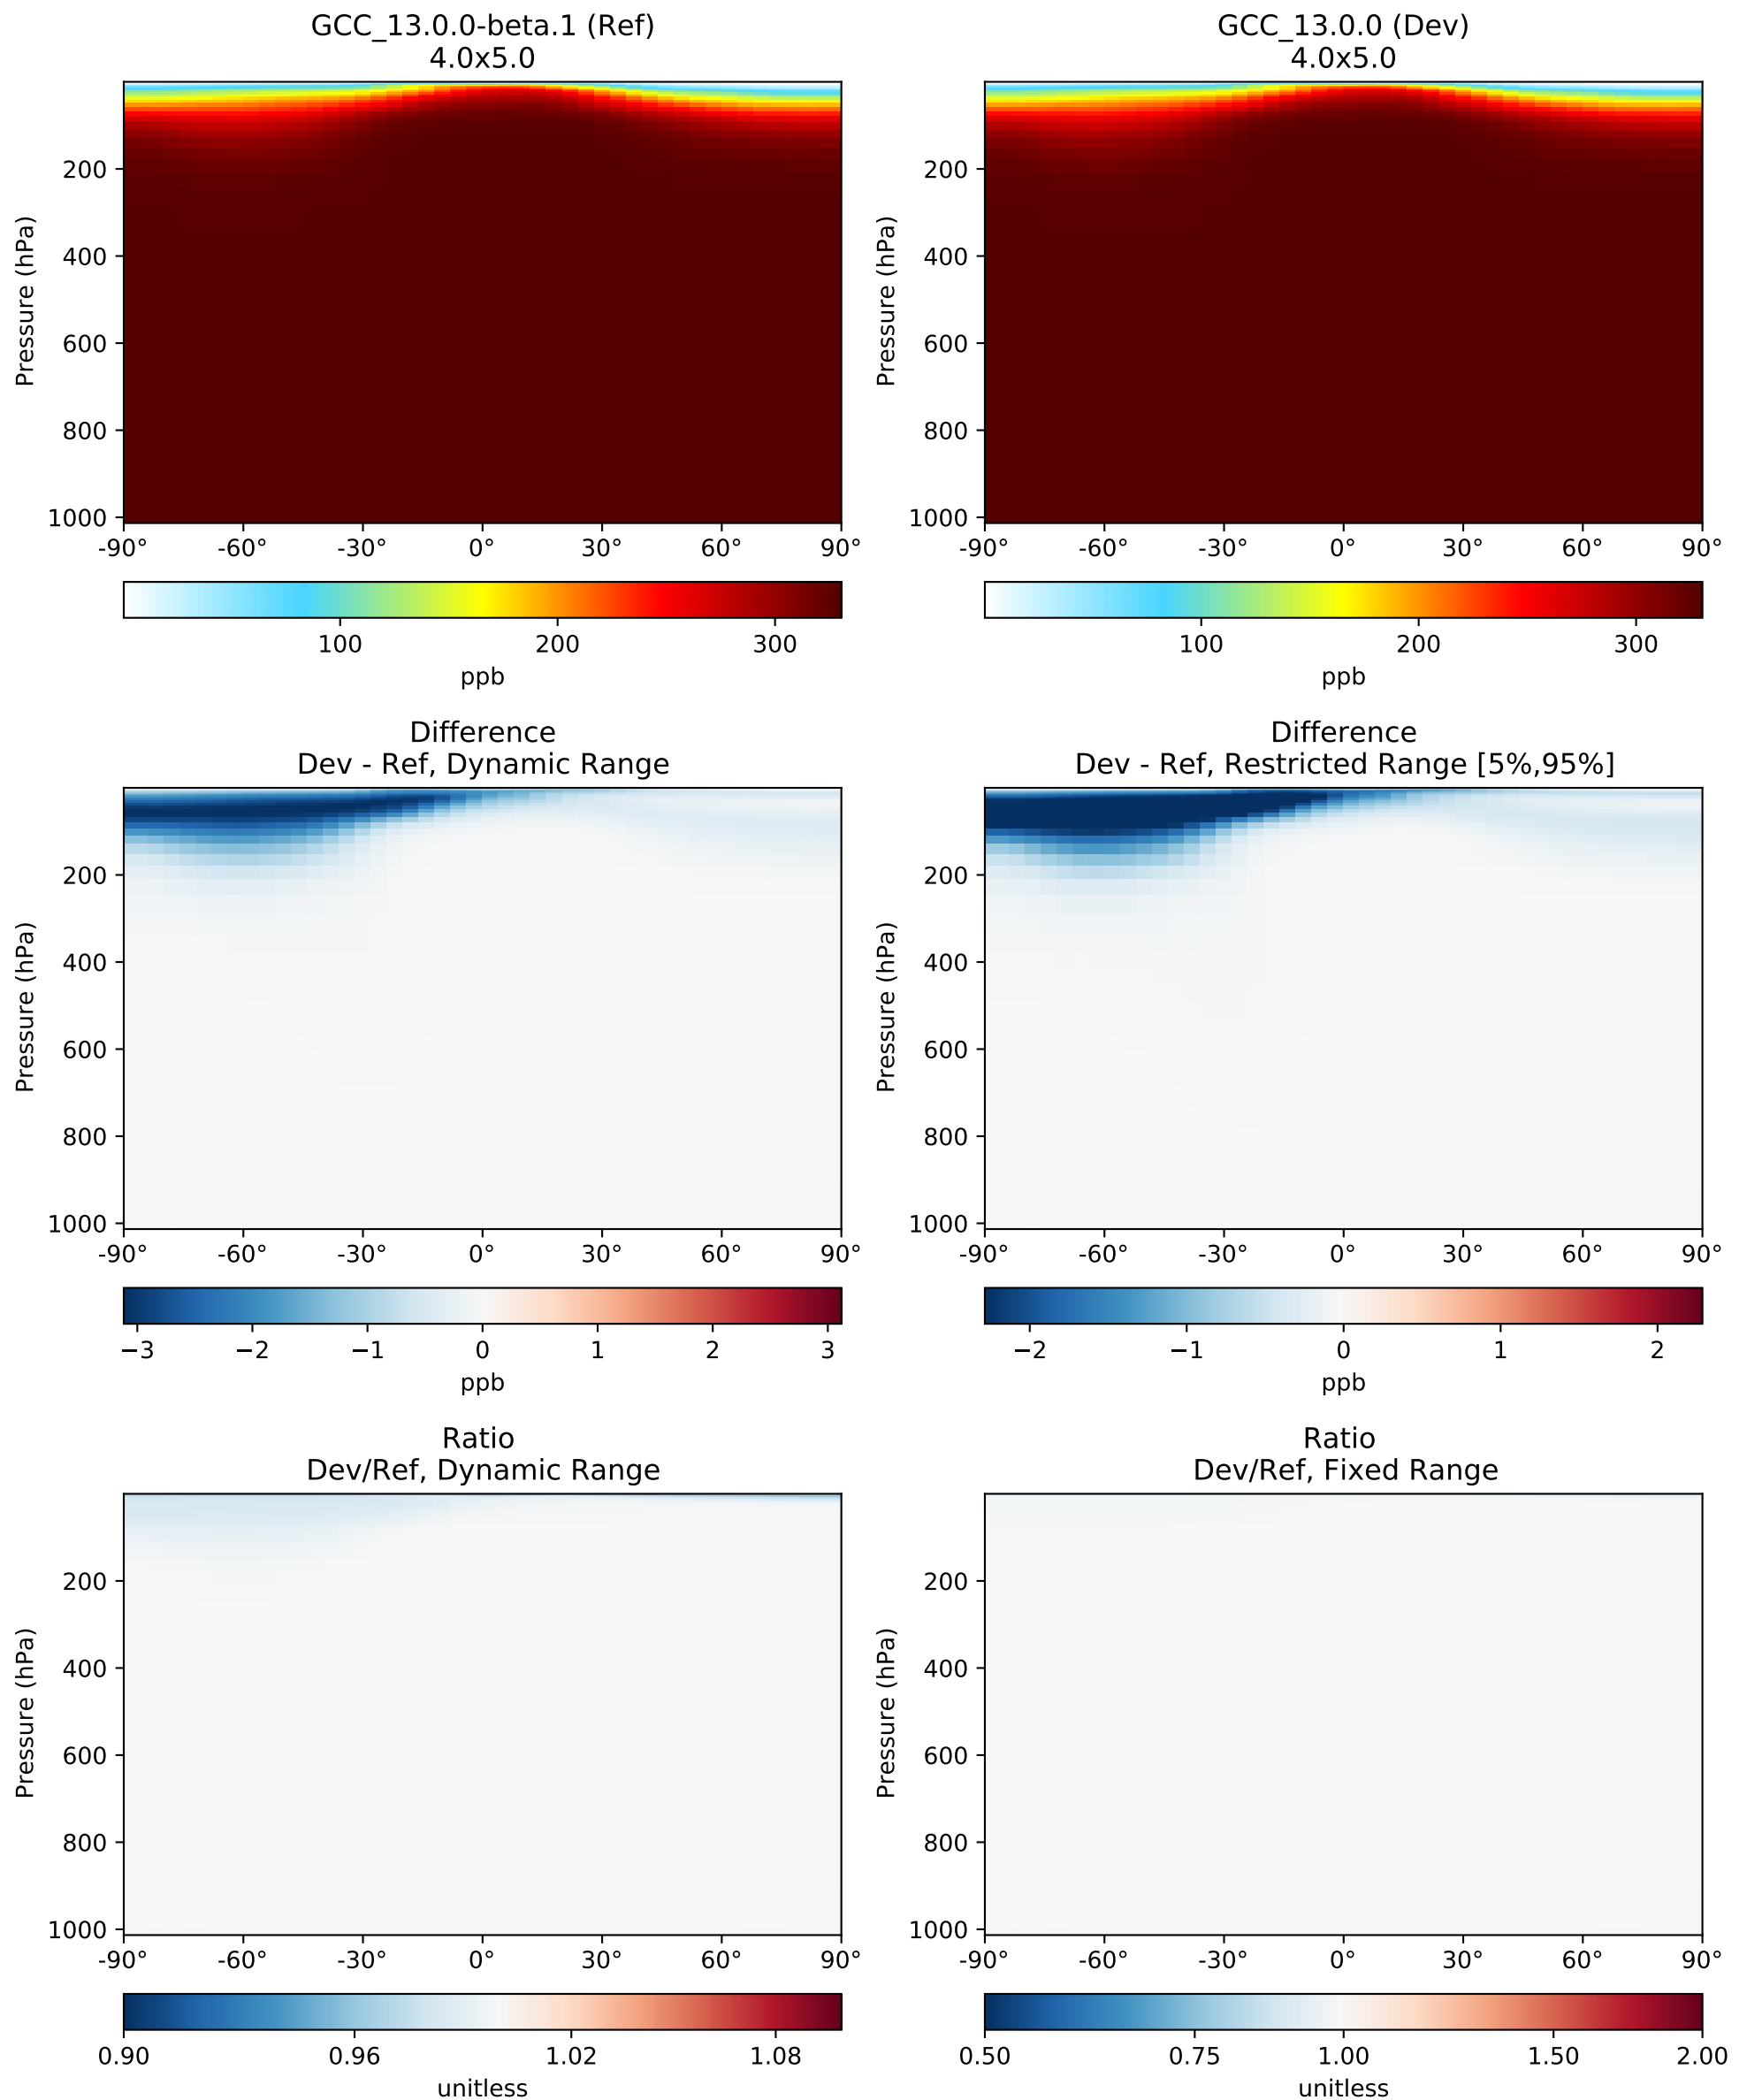 GCC_13.0.0-beta.1 (Ref)
4.0x5.0
GCC_13.0.0 (Dev)
4.0x5.0
Pressure (hPa)
200
400
600
800
1000
-90° -60° -30° 0° 30° 60° 90°
100 200 300
ppb
Pressure (hPa)
200
400
600
800
1000
-90° -60° -30° 0° 30° 60° 90°
100 200 300
ppb
Difference
Dev - Ref, Dynamic Range
Pressure (hPa)
200
400
600
800
1000
-90° -60° -30° 0° 30° 60° 90°
−3 −2 −1 0 1 2 3
ppb
Difference
Dev - Ref, Restricted Range [5%,95%]
Pressure (hPa)
200
400
600
800
1000
-90° -60° -30° 0° 30° 60° 90°
−2 −1 0 1 2
ppb
Ratio
Dev/Ref, Dynamic Range
Pressure (hPa)
200
400
600
800
1000
-90° -60° -30° 0° 30° 60° 90°
0.90 0.96 1.02 1.08
unitless
Ratio
Dev/Ref, Fixed Range
Pressure (hPa)
200
400
600
800
1000
-90° -60° -30° 0° 30° 60° 90°
0.50 0.75 1.00 1.50 2.00
unitless